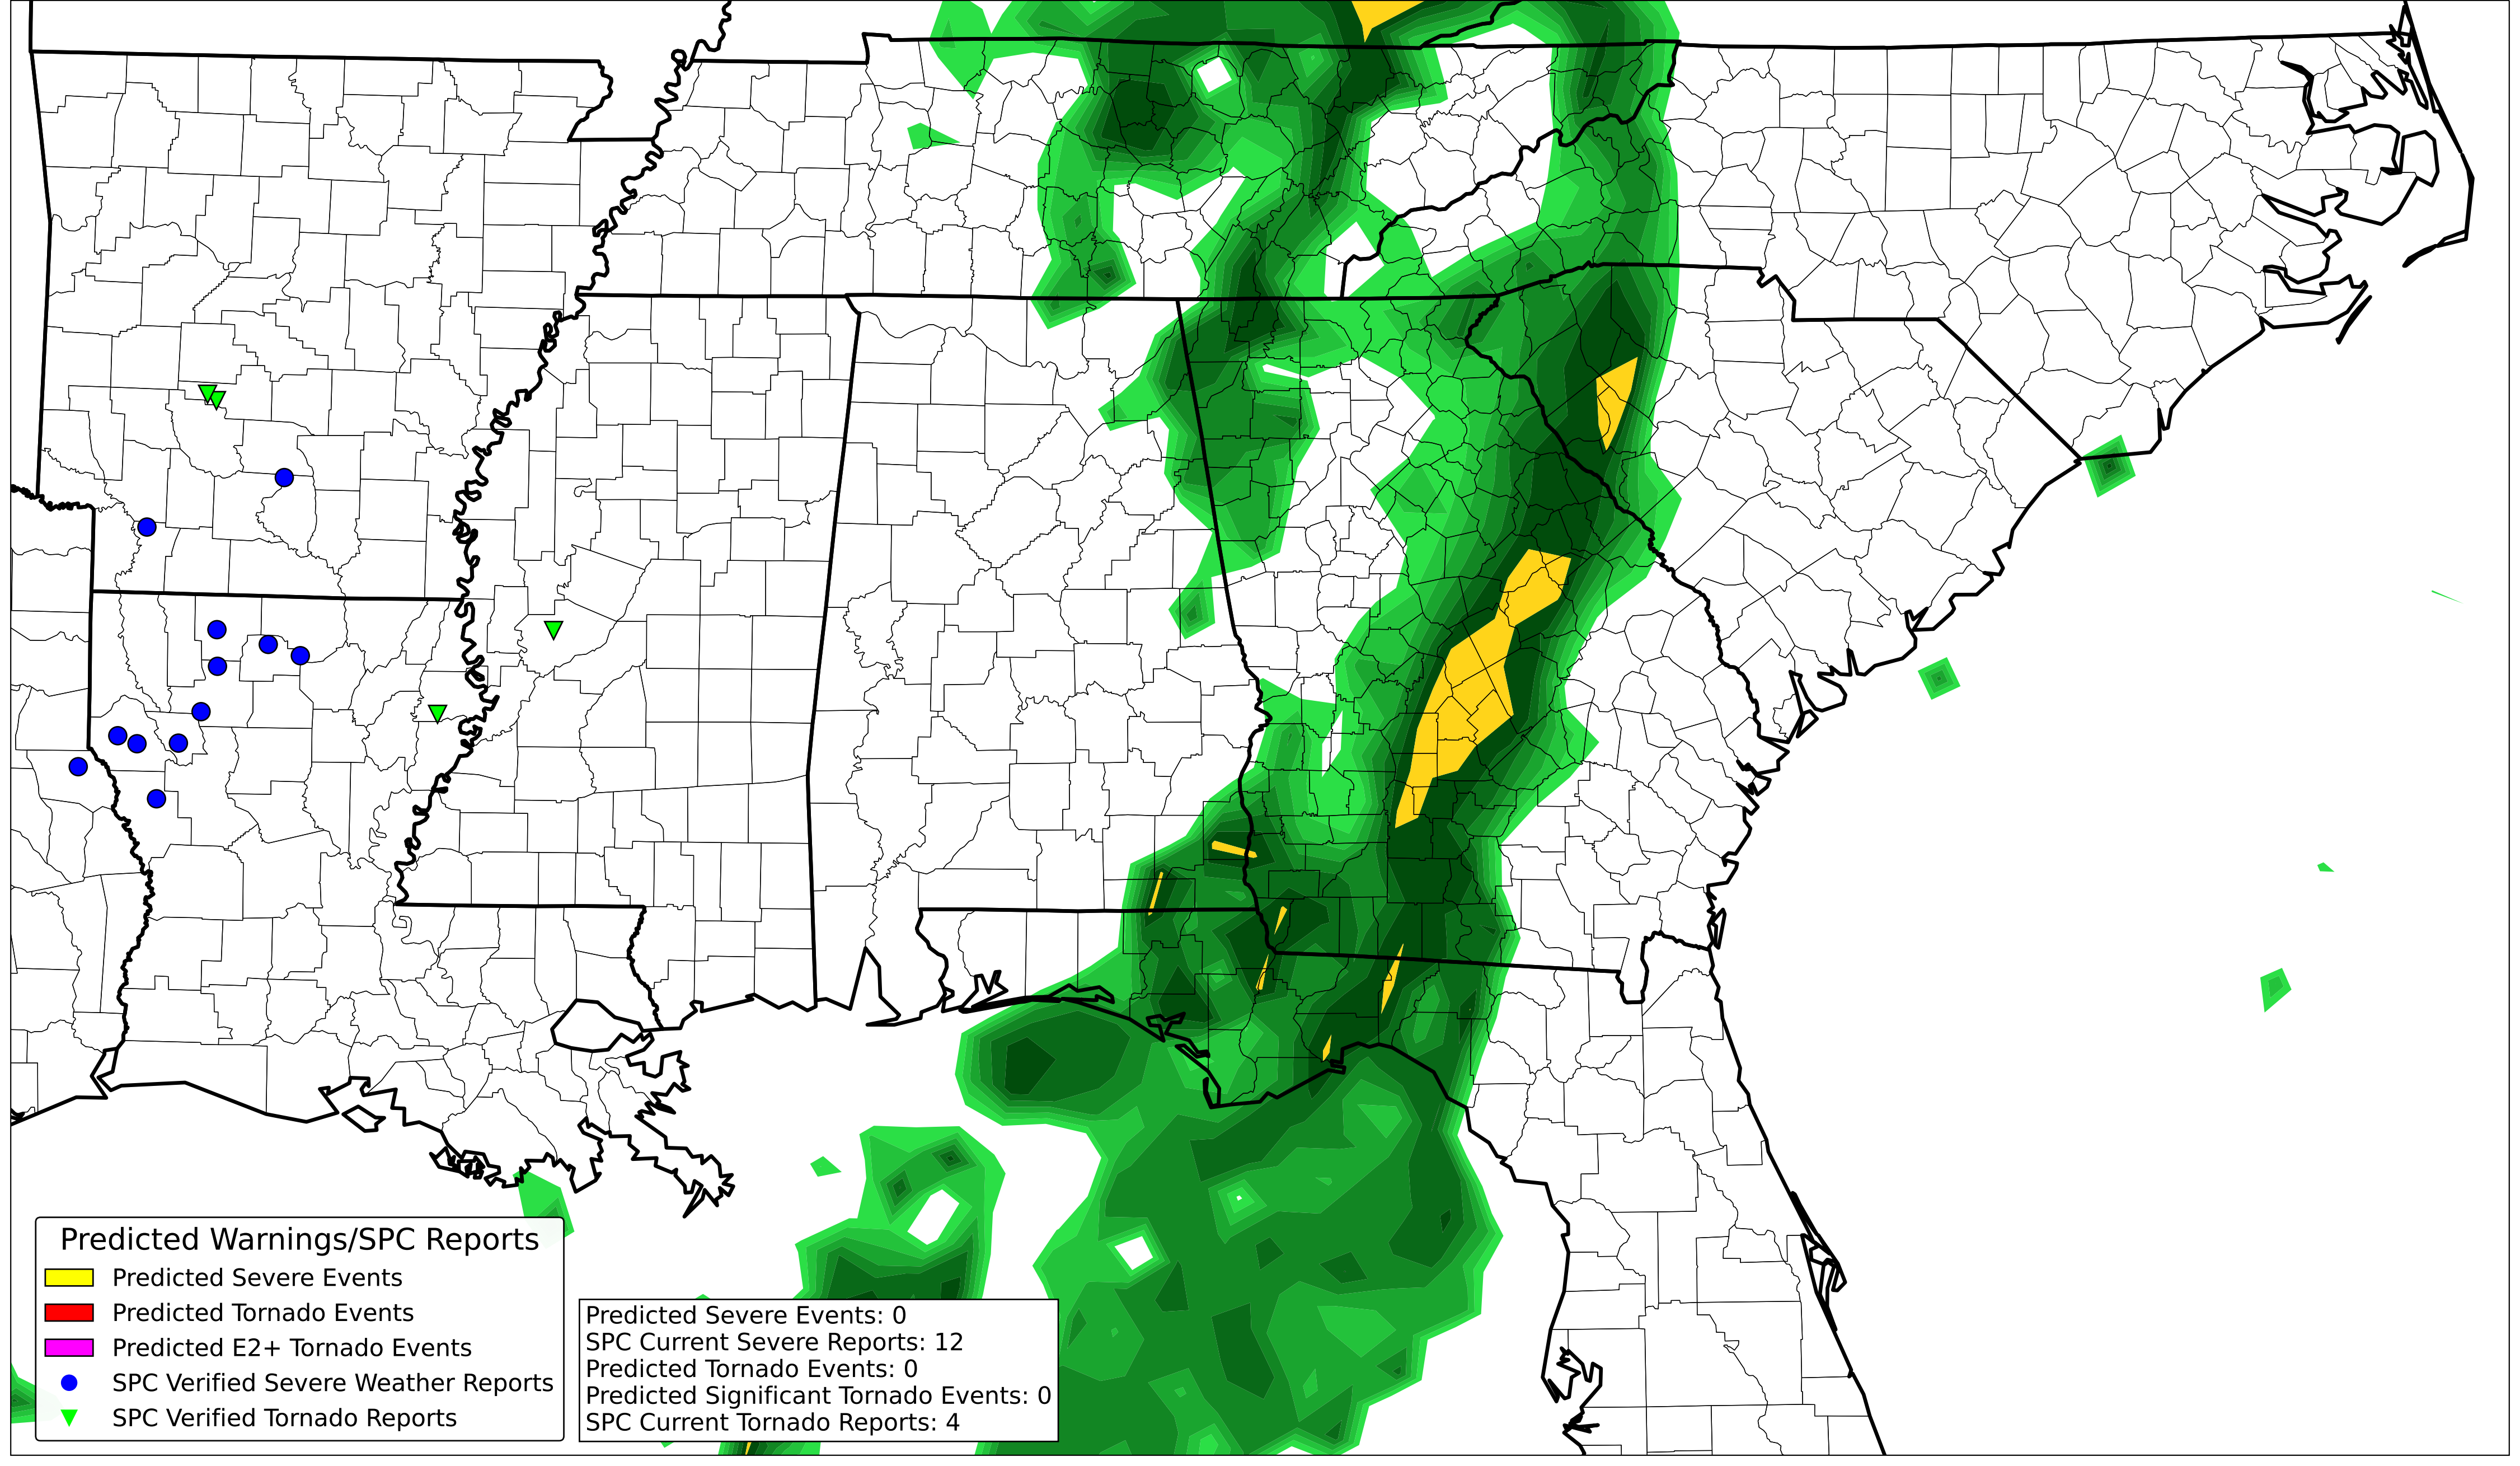 Predicted Warnings/SPC Reports
Predicted Severe Events
Predicted Tornado Events
Predicted E2+ Tornado Events
SPC Verified Severe Weather Reports
SPC Verified Tornado Reports
Predicted Severe Events: 0
SPC Current Severe Reports: 12
Predicted Tornado Events: 0
Predicted Significant Tornado Events: 0
SPC Current Tornado Reports: 4